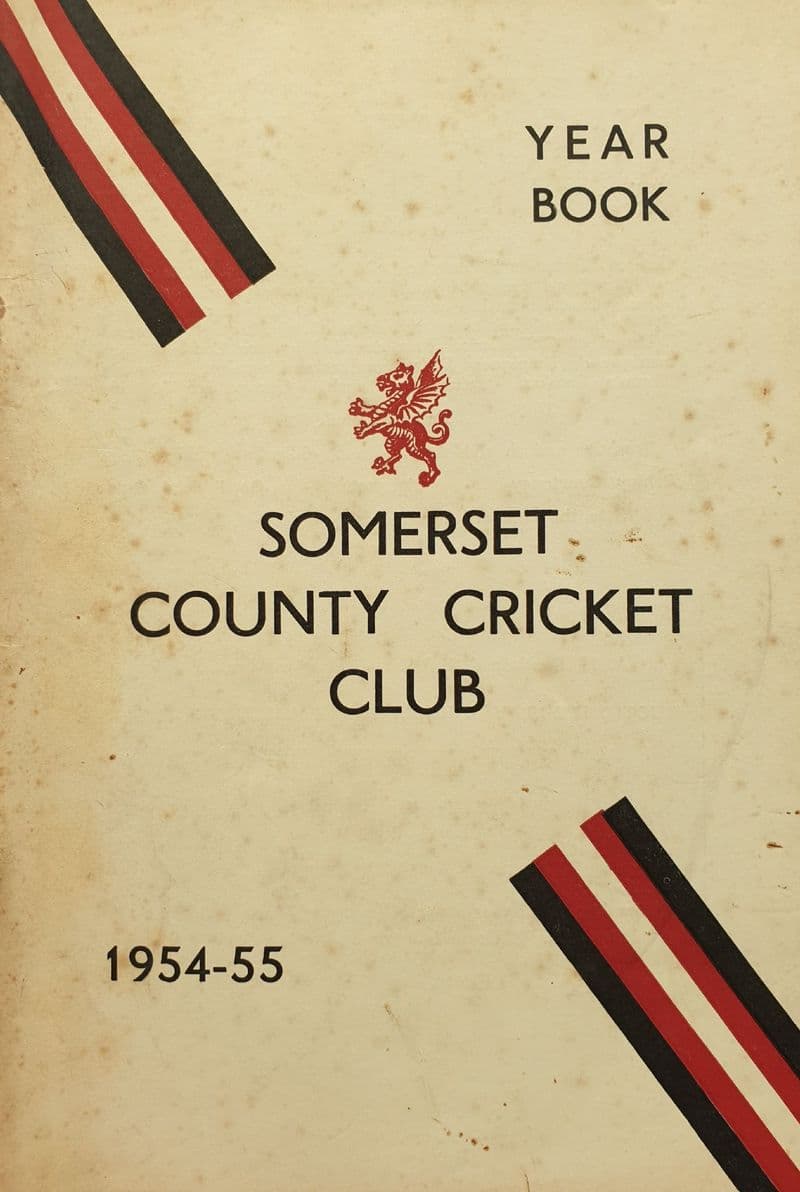 YEAR
BOOK
SOMERSET
COUNTY CRICKET
CLUB
1954-55